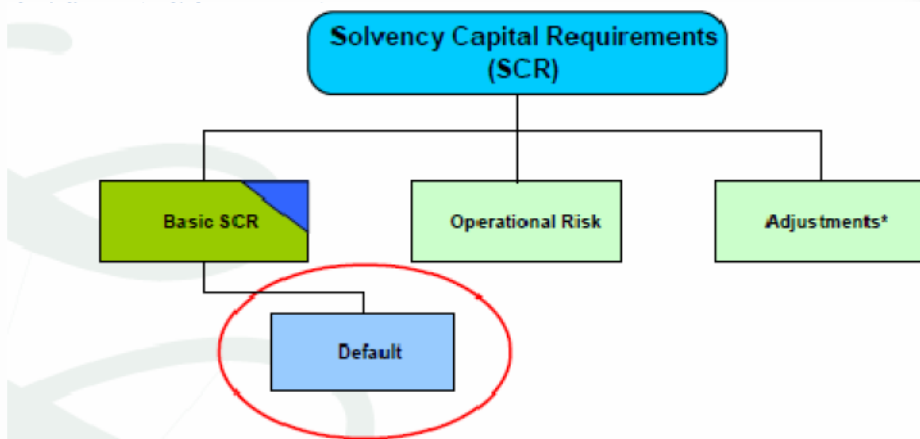 Solvency Capital Requirements
(SCR)
Basic SCR
Operational Risk
Adjustments*
Default